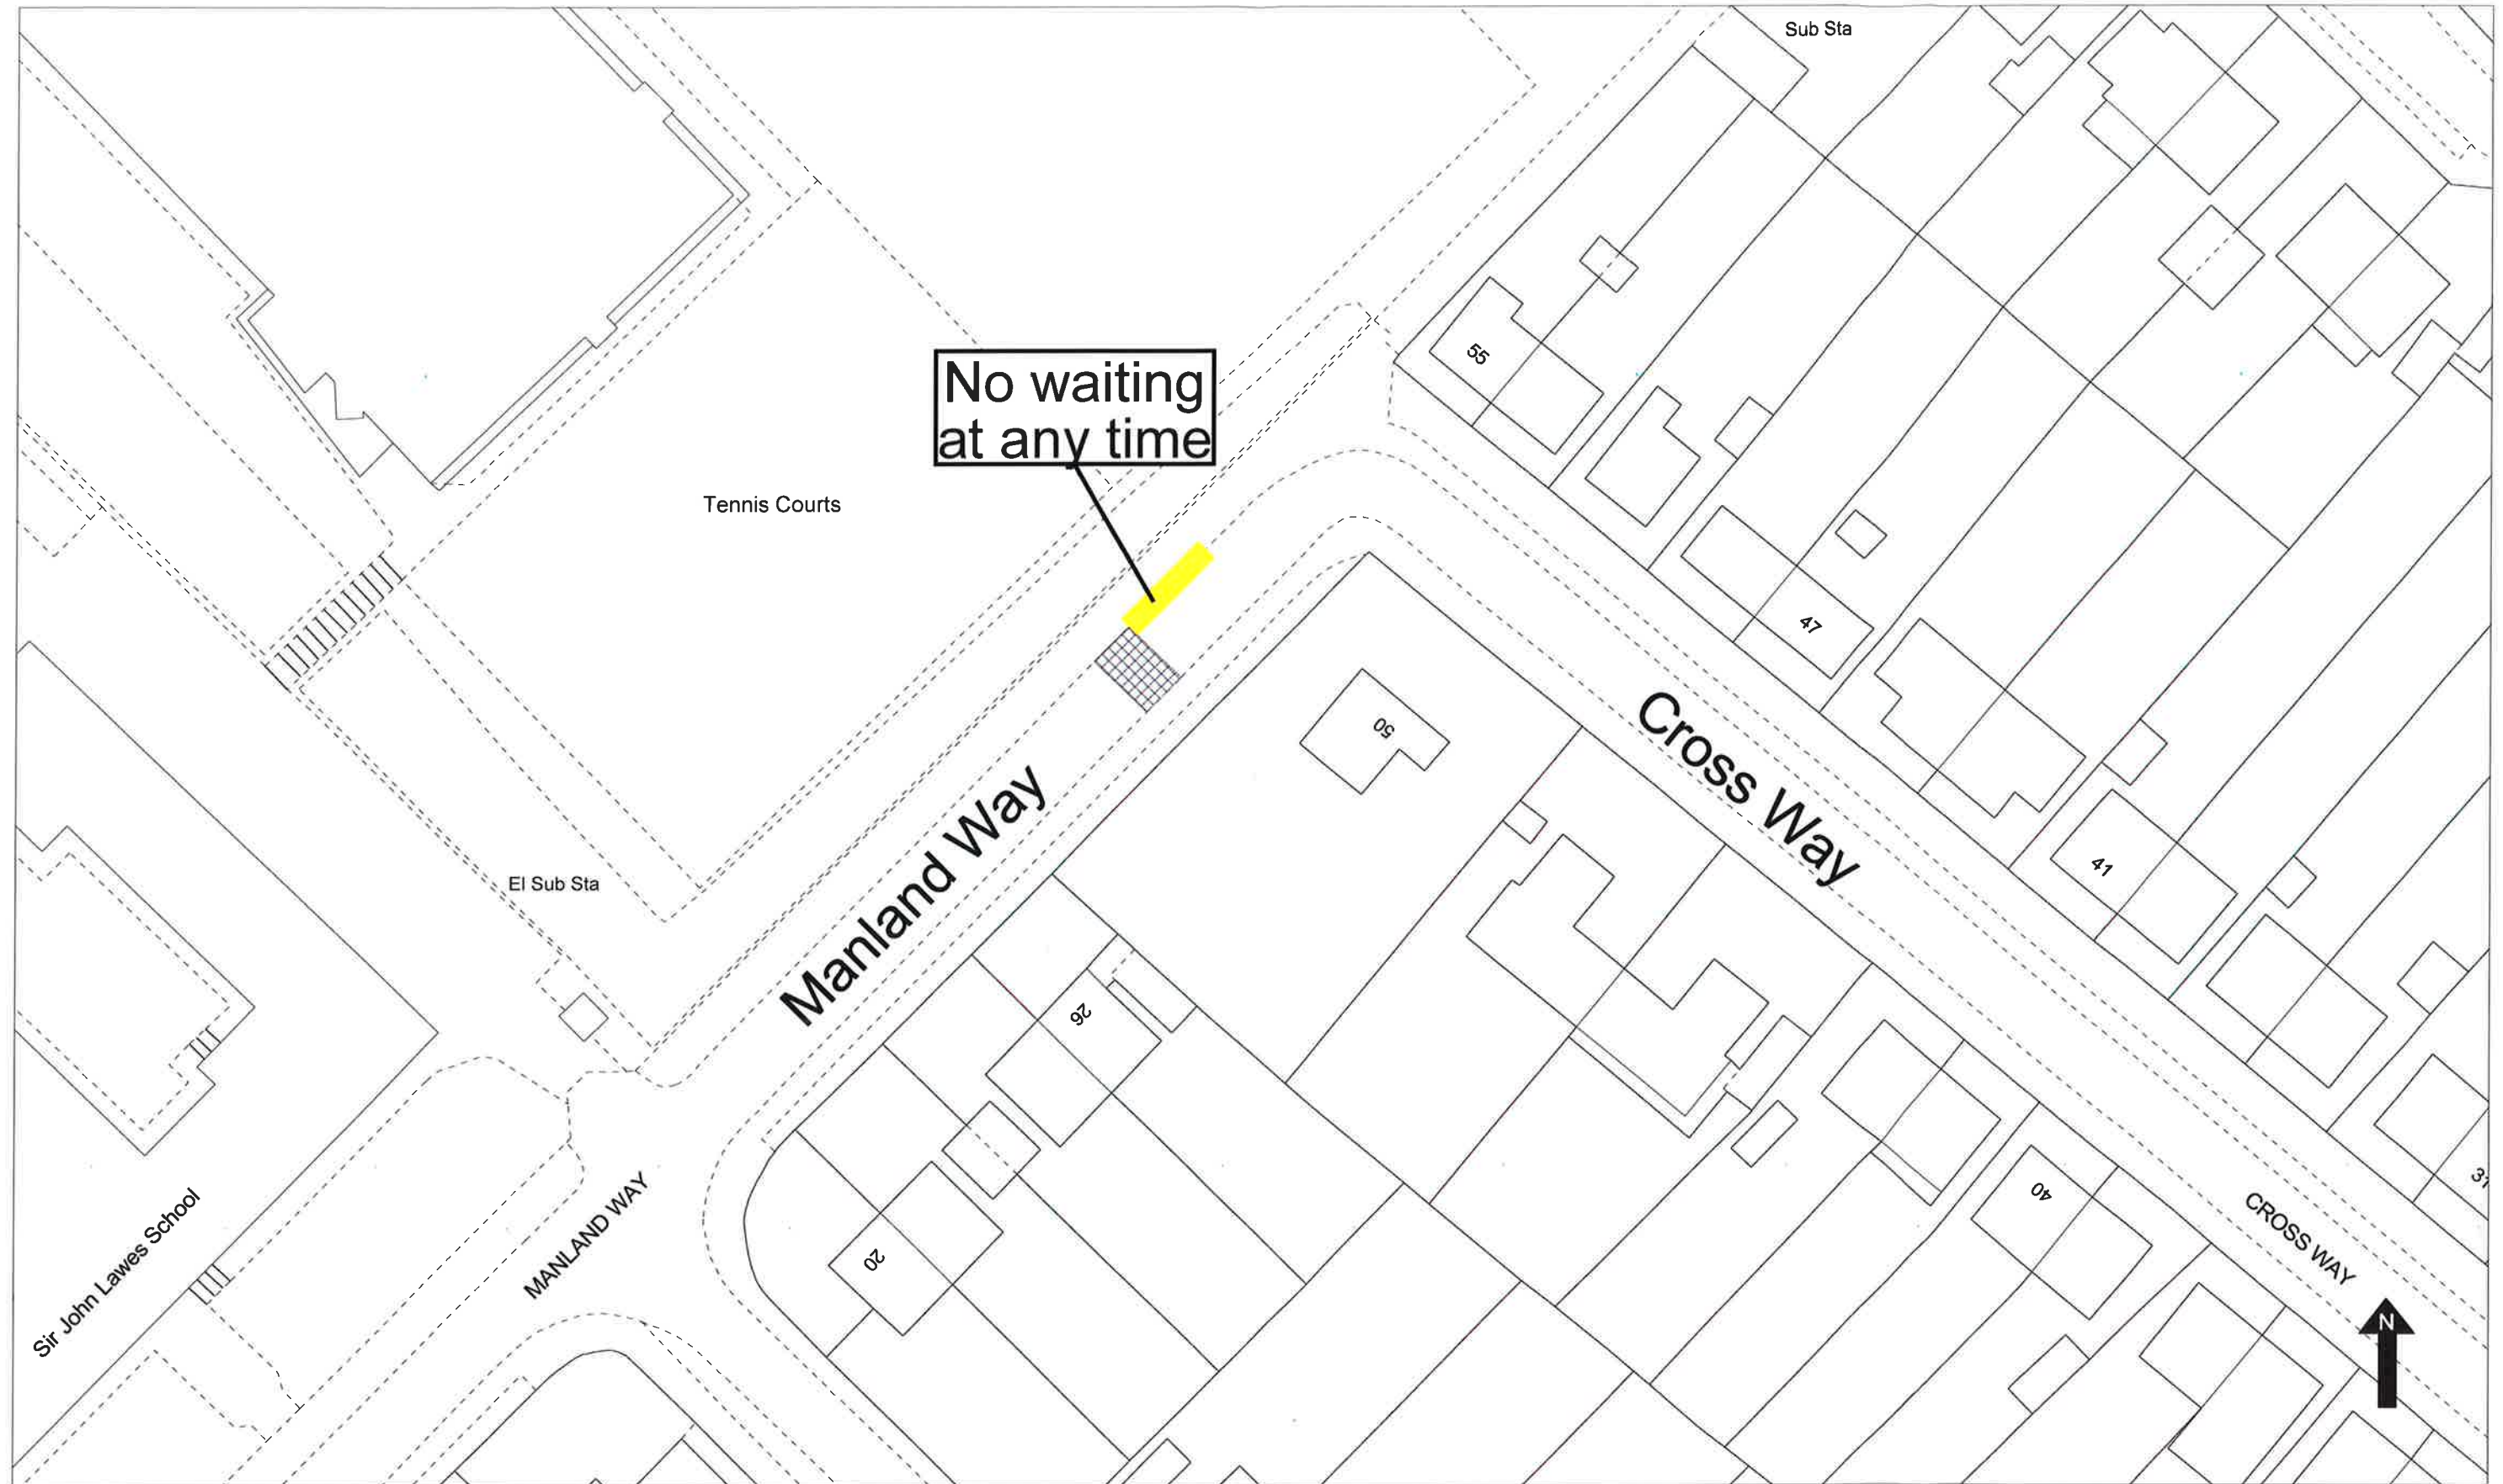 Sub Sta
No waiting
at any time
55
Tennis Courts
47
50
Cross Way
Manland Way
41
El Sub Sta
26
31
40
CROSS WAY
MANLAND WAY
Sir John Lawes School
20
N